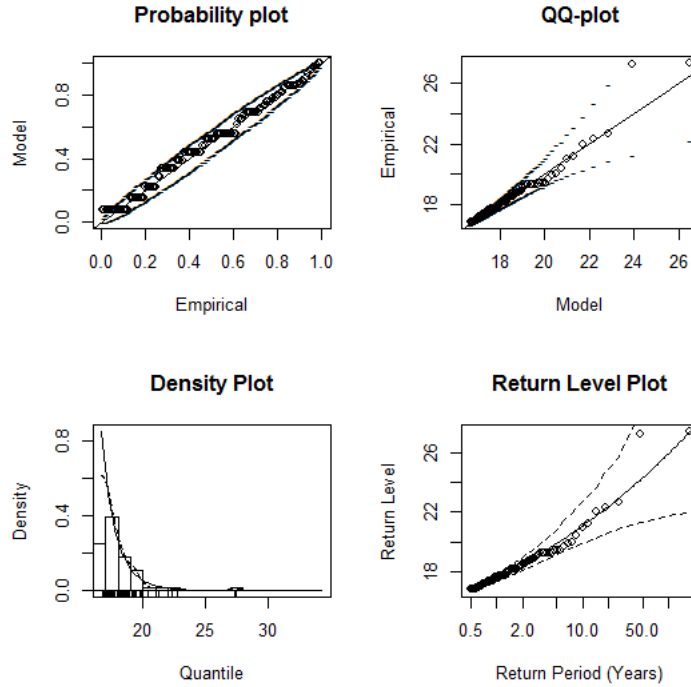 Probability plot
Model
0.0
0.4
0.8
0.0 0.2 0.4 0.6 0.8 1.0
Empirical
QQ-plot
Empirical
18
22
26
18 20 22 24 26
Model
Density Plot
Density
0.0
0.4
0.8
20 25 30
Quantile
Return Level Plot
Return Level
18
22
26
0.5 2.0 10.0 50.0
Return Period (Years)